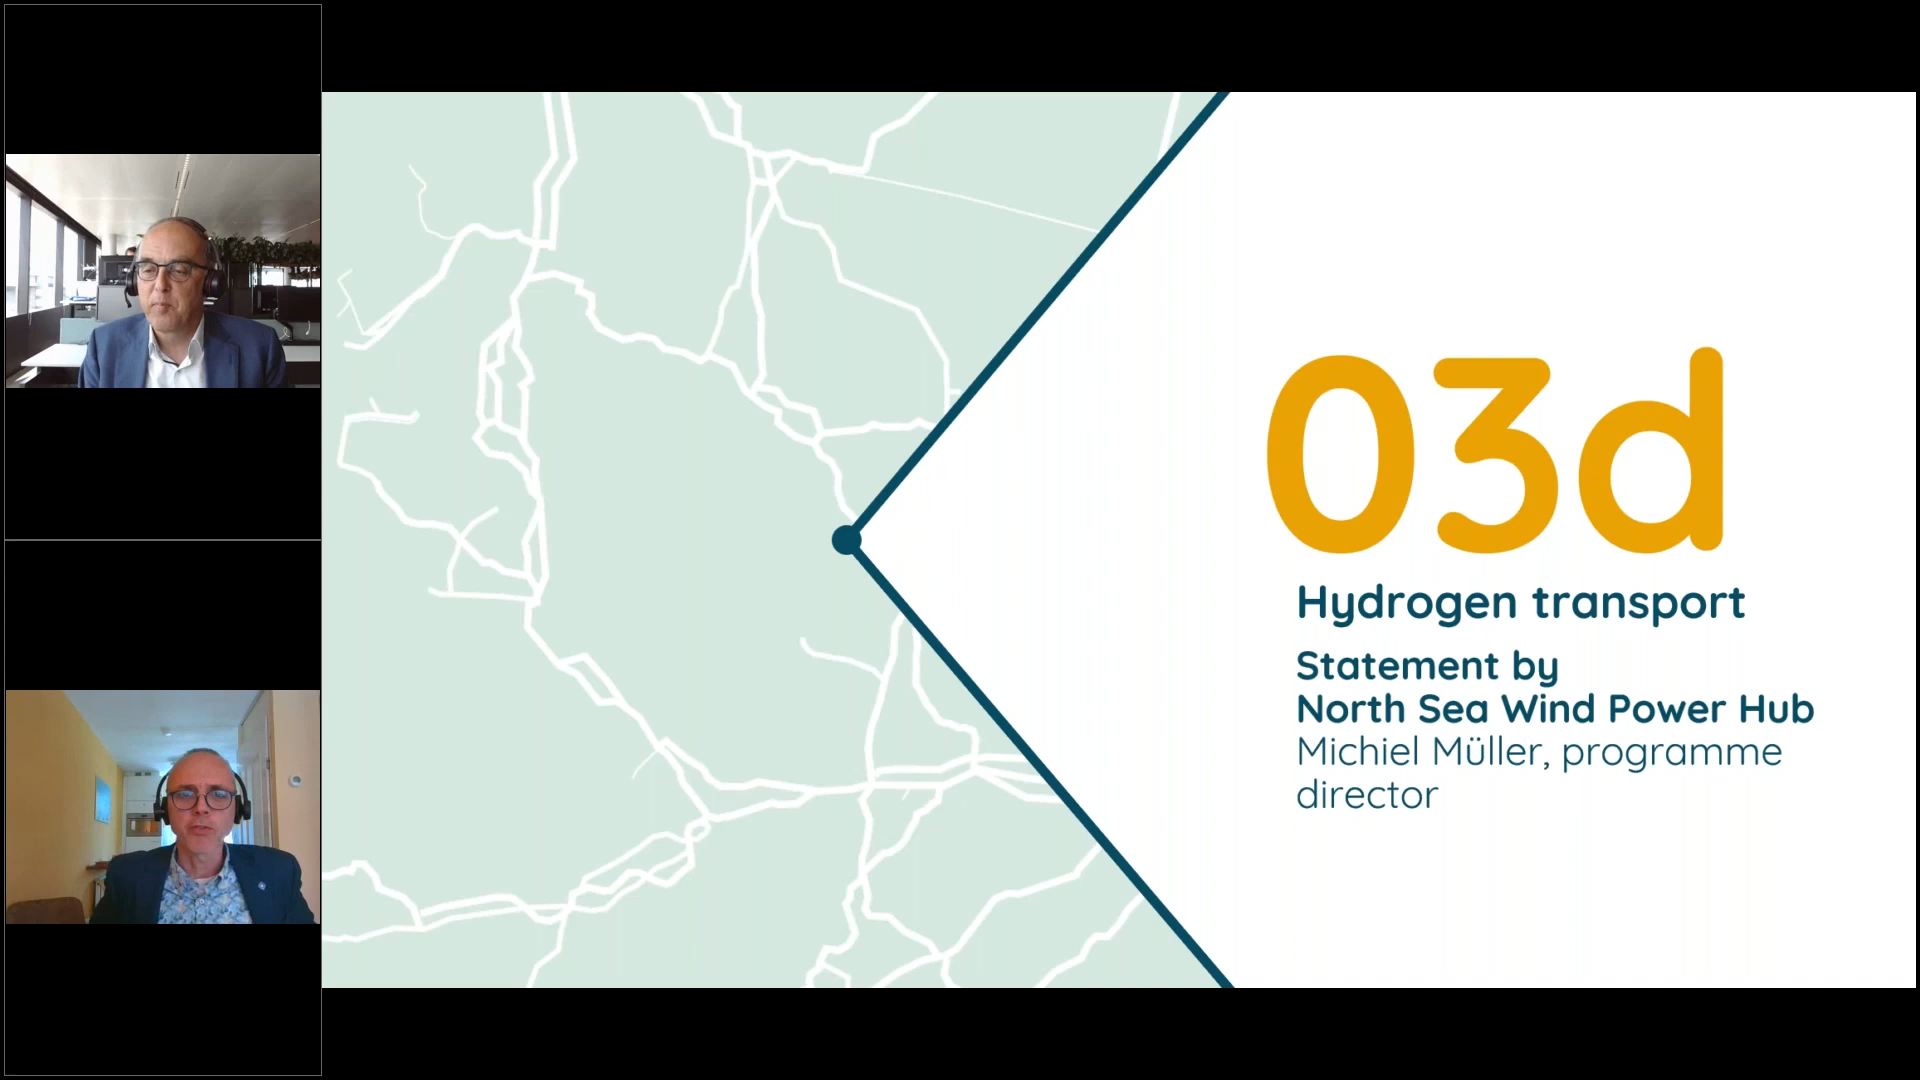 03d
Hydrogen transport
Statement by
North Sea Wind Power Hub
Michiel Müller, programme
director